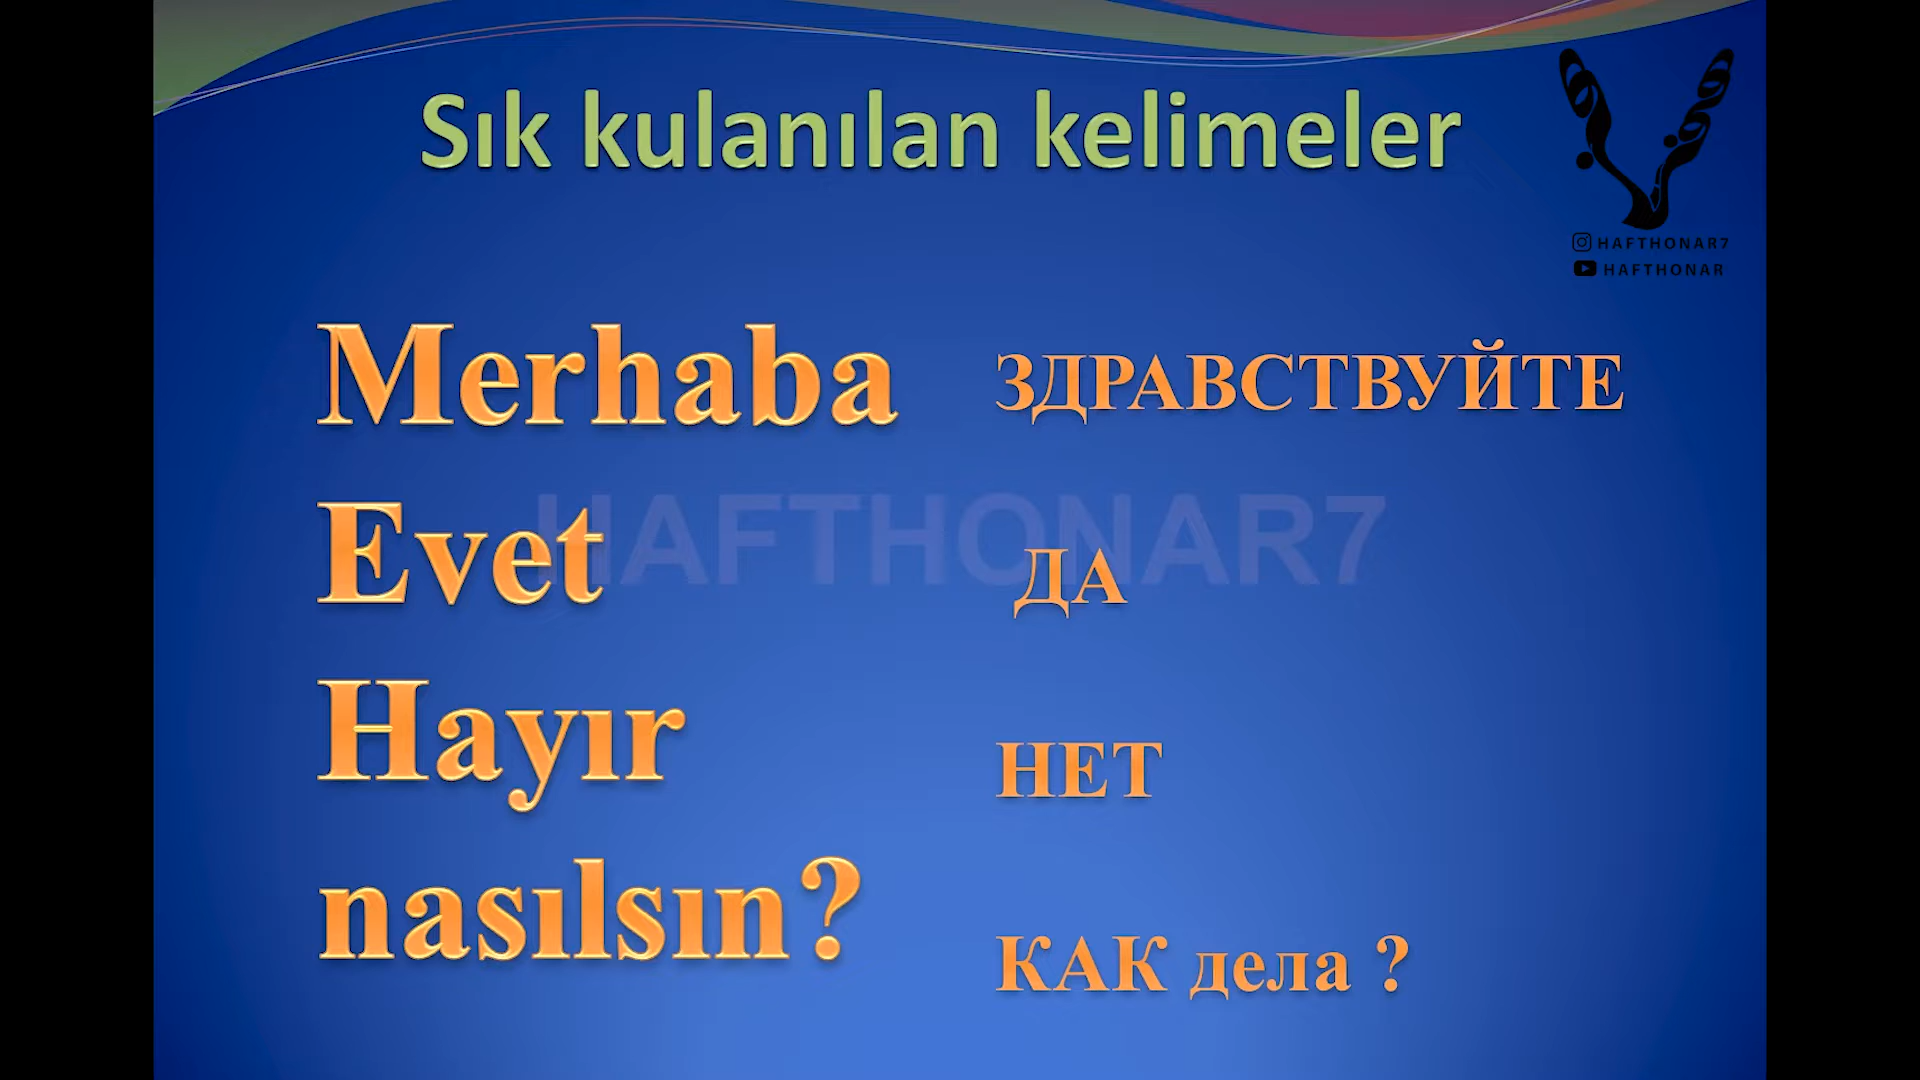 Sık kulanılan kelimeler
HAFTHONAR7
HAFTHONAR
Merhaba ЗДРАВСТВУЙТЕ
HAFTHONAR7
Evet ДА
Hayır НЕТ
nasılsın? КАК дела ?